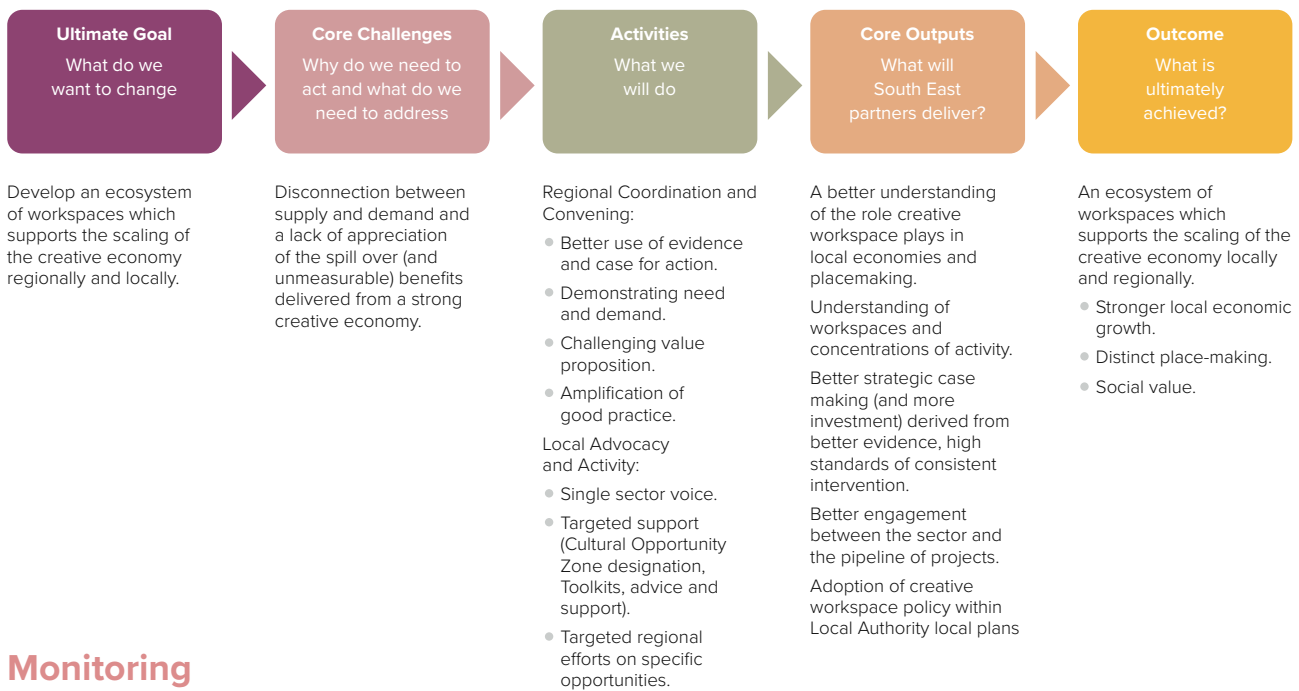 Ultimate Goal
What do we
want to change
Core Challenges
Why do we need to
act and what do we
need to address
Activities
What we
will do
Core Outputs
What will
South East
partners deliver?
Outcome
What is
ultimately
achieved?
Develop an ecosystem
of workspaces which
supports the scaling of
the creative economy
regionally and locally.
Disconnection between
supply and demand and
a lack of appreciation
of the spill over (and
unmeasurable) benefits
delivered from a strong
creative economy.
Regional Coordination and
Convening:
• Better use of evidence
and case for action.
• Demonstrating need
and demand.
• Challenging value
proposition.
• Amplification of
good practice.
Local Advocacy
and Activity:
• Single sector voice.
• Targeted support
(Cultural Opportunity
Zone designation,
Toolkits, advice and
support).
• Targeted regional
efforts on specific
opportunities.
A better understanding
of the role creative
workspace plays in
local economies and
placemaking.
Understanding of
workspaces and
concentrations of activity.
Better strategic case
making (and more
investment) derived from
better evidence, high
standards of consistent
intervention.
Better engagement
between the sector and
the pipeline of projects.
Adoption of creative
workspace policy within
Local Authority local plans
An ecosystem of
workspaces which
supports the scaling of the
creative economy locally
and regionally.
• Stronger local economic
growth.
• Distinct place-making.
• Social value.
Monitoring